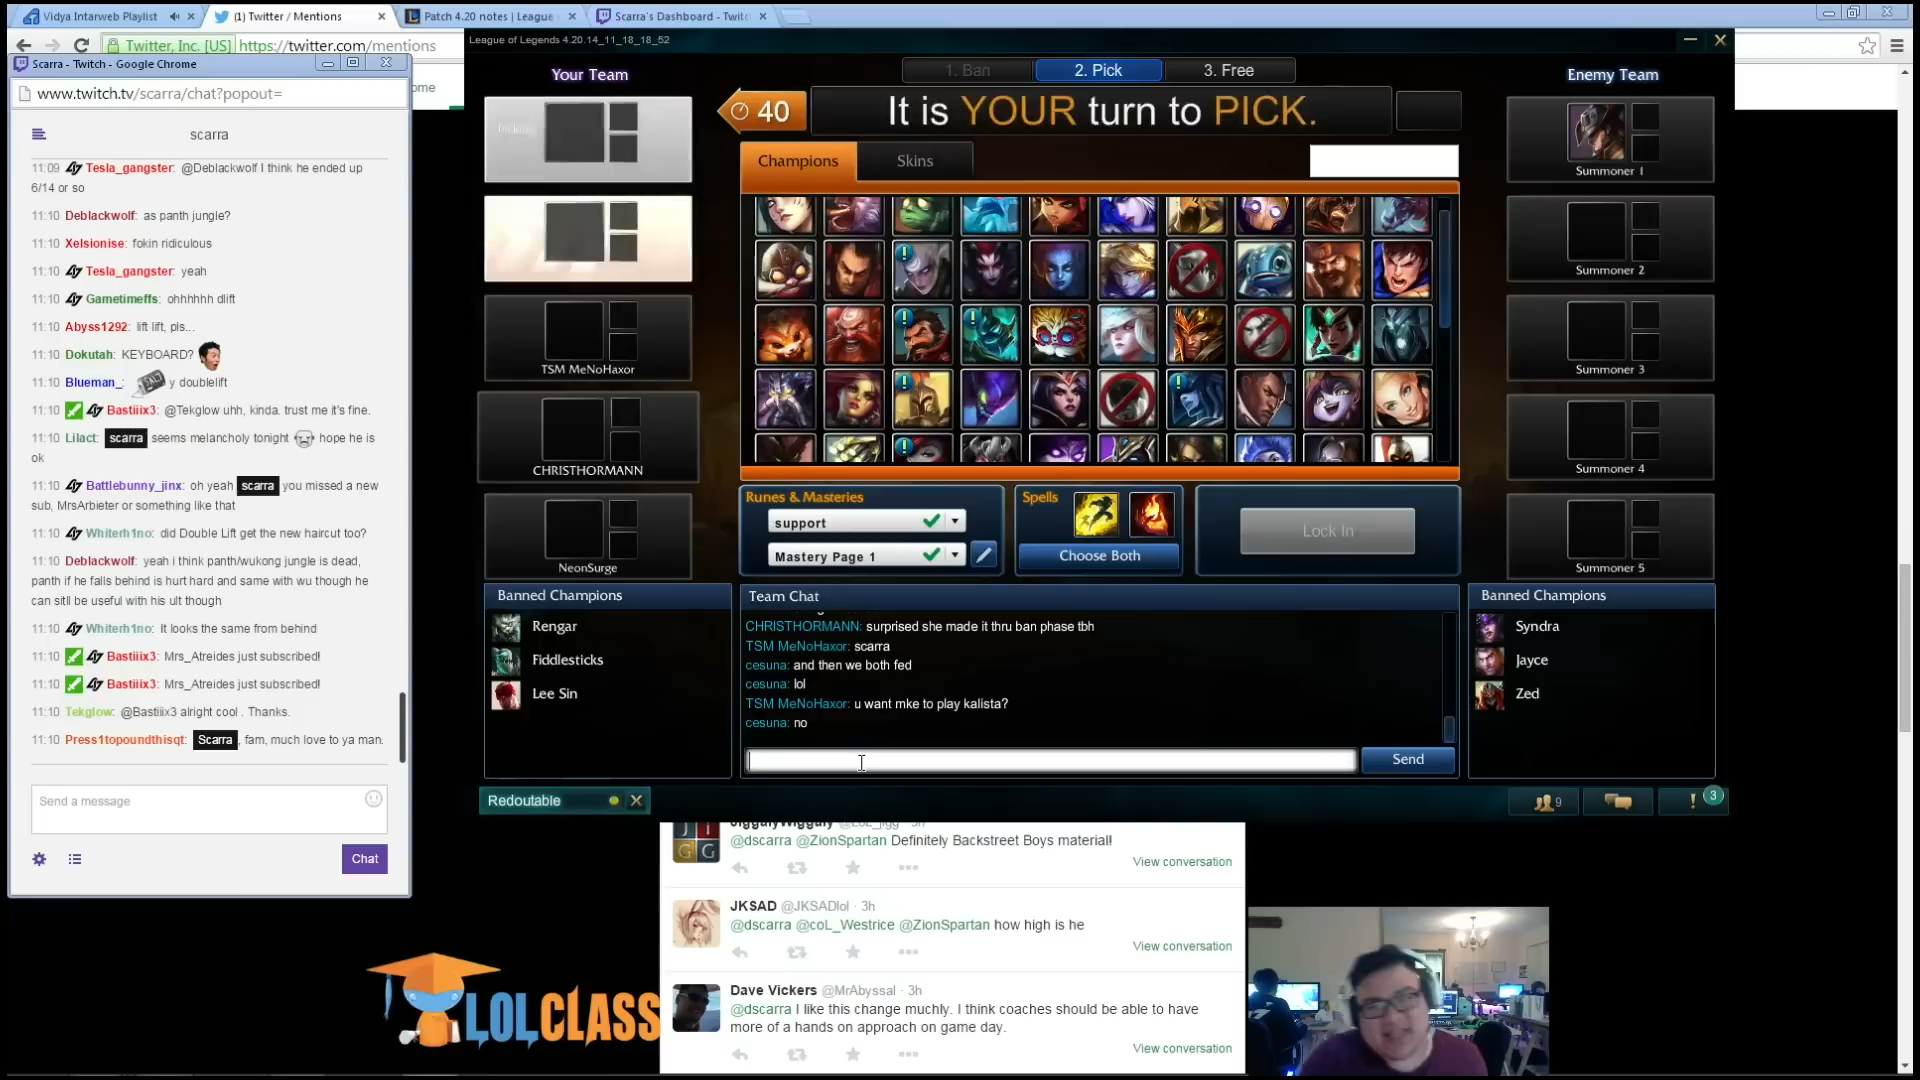 Vidya Intarweb Playlist
(1) Twitter / Mentions
Patch 4.20 notes | League
Scarra's Dashboard - Twitc
Twitter, Inc. [US]
https://twitter.com/mentions
Scarra - Twitch - Google Chrome
www.twitch.tv/scarra/chat?popout=
ome
scarra
11:09 Tesla_gangster: @Deblackwolf I think he ended up
6/14 or so
11:10 Deblackwolf: as panth jungle?
11:10 Xelsionise: fokin ridiculous
11:10 Tesla_gangster: yeah
11:10 Gametimeffs: ohhhhhh dlift
11:10 Abyss1292: lift lift, pls...
11:10 Dokutah: KEYBOARD?
11:10 Blueman_: y doublelift
11:10 Bastiiix3: @Tekglow uhh, kinda. trust me it's fine.
11:10 Lilact: scarra seems melancholy tonight hope he is
ok
11:10 Battlebunny_jinx: oh yeah scarra you missed a new
sub, MrsArbieter or something like that
11:10 Whiterh1no: did Double Lift get the new haircut too?
11:10 Deblackwolf: yeah i think panth/wukong jungle is dead,
panth if he falls behind is hurt hard and same with wu though he
can sitll be useful with his ult though
11:10 Whiterh1no: It looks the same from behind
11:10 Bastiiix3: Mrs_Atreides just subscribed!
11:10 Bastiiix3: Mrs_Atreides just subscribed!
11:10 Tekglow: @Bastiiix3 alright cool . Thanks.
11:10 Press1topoundthisqt: Scarra, fam, much love to ya man.
Send a message
Chat
League of Legends 4.20.14_11_18_18_52
Your Team
1. Ban
2. Pick
3. Free
Enemy Team
40
It is YOUR turn to PICK.
Champions
Skins
TSM MeNoHaxor
CHRISTHORMANN
NeonSurge
Summoner 1
Summoner 2
Summoner 3
Summoner 4
Summoner 5
Runes & Masteries
support
Mastery Page 1
Spells
Choose Both
Lock In
Banned Champions
Rengar
Fiddlesticks
Lee Sin
Team Chat
CHRISTHORMANN: surprised she made it thru ban phase tbh
TSM MeNoHaxor: scarra
cesuna: and then we both fed
cesuna: lol
TSM MeNoHaxor: u want mke to play kalista?
cesuna: no
Send
Banned Champions
Syndra
Jayce
Zed
Redoutable
9
3
JI
GG
@dscarra @ZionSpartan Definitely Backstreet Boys material!
View conversation
JKSAD @JKSADlol · 3h
@dscarra @coL_Westrice @ZionSpartan how high is he
View conversation
Dave Vickers @MrAbyssal · 3h
@dscarra I like this change muchly. I think coaches should be able to have
more of a hands on approach on game day.
View conversation
LOLCLASS